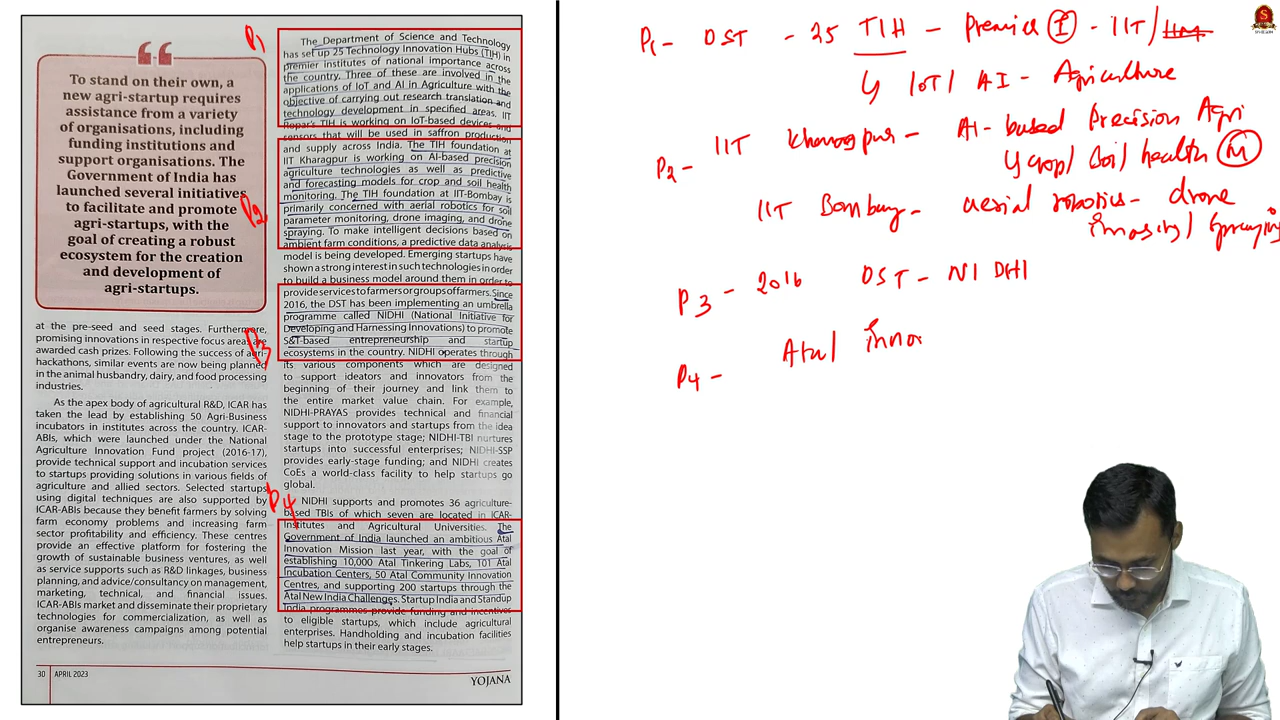 To stand on their own, a
new agri-startup requires
assistance from a variety
of organisations, including
funding institutions and
support organisations. The
Government of India has
launched several initiatives
to facilitate and promote
agri-startups, with the
goal of creating a robust
ecosystem for the creation
and development of
agri-startups.
at the pre-seed and seed stages. Furthermore,
promising innovations in respective focus areas are
awarded cash prizes. Following the success of agri-
hackathons, similar events are now being planned
in the animal husbandry, dairy, and food processing
industries.
As the apex body of agricultural R&D, ICAR has
taken the lead by establishing 50 Agri-Business
incubators in institutes across the country. ICAR-
ABIs, which were launched under the National
Agriculture Innovation Fund project (2016-17),
provide technical support and incubation services
to startups providing solutions in various fields of
agriculture and allied sectors. Selected startups
using digital techniques are also supported by
ICAR-ABIs because they benefit farmers by solving
farm economy problems and increasing farm
sector profitability and efficiency. These centres
provide an effective platform for fostering the
growth of sustainable business ventures, as well
as service supports such as R&D linkages, business
planning, and advice/consultancy on management,
marketing, technical, and financial issues.
ICAR-ABIs market and disseminate their proprietary
technologies for commercialization, as well as
organise awareness campaigns among potential
entrepreneurs.
P1
The Department of Science and Technology
has set up 25 Technology Innovation Hubs (TIH) in
premier institutes of national importance across
the country. Three of these are involved in the
applications of IoT and AI in Agriculture with the
objective of carrying out research translation and
technology development in specified areas. IIT
Ropar's TIH is working on IoT-based devices and
sensors that will be used in saffron production
and supply across India. The TIH foundation at
IIT Kharagpur is working on AI-based precision
agriculture technologies as well as predictive
and forecasting models for crop and soil health
monitoring. The TIH foundation at IIT-Bombay is
P2
primarily concerned with aerial robotics for soil
parameter monitoring, drone imaging, and drone
spraying. To make intelligent decisions based on
ambient farm conditions, a predictive data analysis
model is being developed. Emerging startups have
shown a strong interest in such technologies in order
to build a business model around them in order to
provide services to farmers or groups of farmers. Since
2016, the DST has been implementing an umbrella
programme called NIDHI (National Initiative for
Developing and Harnessing Innovations) to promote
P3
S&T-based entrepreneurship and startup
ecosystems in the country. NIDHI operates through
its various components which are designed
to support ideators and innovators from the
beginning of their journey and link them to
the entire market value chain. For example,
NIDHI-PRAYAS provides technical and financial
support to innovators and startups from the idea
stage to the prototype stage; NIDHI-TBI nurtures
startups into successful enterprises; NIDHI-SSP
provides early-stage funding; and NIDHI creates
CoEs a world-class facility to help startups go
global.
P4
NIDHI supports and promotes 36 agriculture-
based TBIs of which seven are located in ICAR-
Institutes and Agricultural Universities. The
Government of India launched an ambitious Atal
Innovation Mission last year, with the goal of
establishing 10,000 Atal Tinkering Labs, 101 Atal
Incubation Centers, 50 Atal Community Innovation
Centres, and supporting 200 startups through the
Atal New India Challenges. Startup India and Standup
India programmes provide funding and incentives
to eligible startups, which include agricultural
enterprises. Handholding and incubation facilities
help startups in their early stages.
30 APRIL 2023
YOJANA
P1 - DST - 25 TIH - premier I - IIT/
IOT/ AI - Agriculture
P2 - IIT Kharagpur - AI-based Precision Agri
crop/ Soil health M
IIT Bombay - aerial robotics - drone
Imaging/ Spraying
P3 - 2016 DST - NIDHI
P4 - Atal Innov